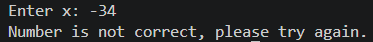 Enter x: -34
Number is not correct, please try again.